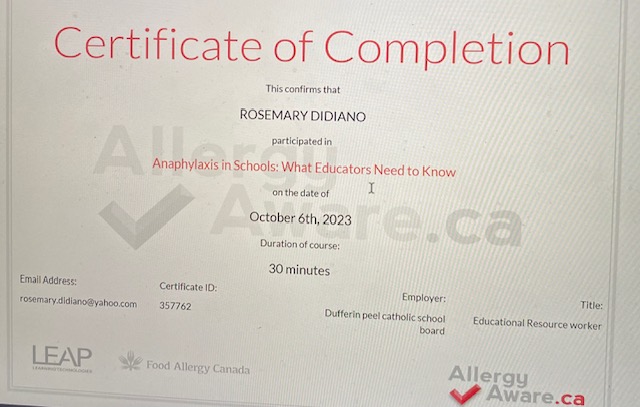 Certificate of Completion
This confirms that
ROSEMARY DIDIANO
participated in
Anaphylaxis in Schools: What Educators Need to Know
on the date of
October 6th, 2023
Duration of course:
30 minutes
Email Address:
rosemary.didiano@yahoo.com
Certificate ID:
357762
Employer:
Dufferin peel catholic school
board
Title:
Educational Resource worker
Allergy
Aware.ca
LEAP
LEARNING TECHNOLOGIES
Food Allergy Canada
Allergy
Aware.ca